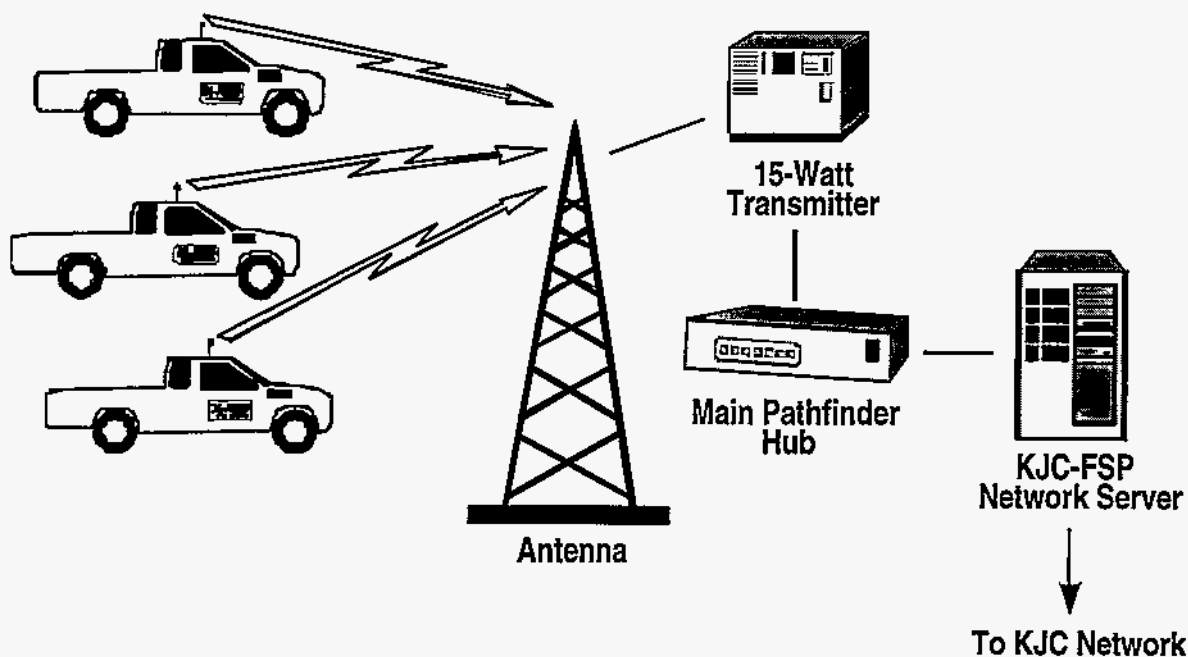 15-Watt
Transmitter
Main Pathfinder
Hub
KJC-FSP
Network Server
Antenna
To KJC Network